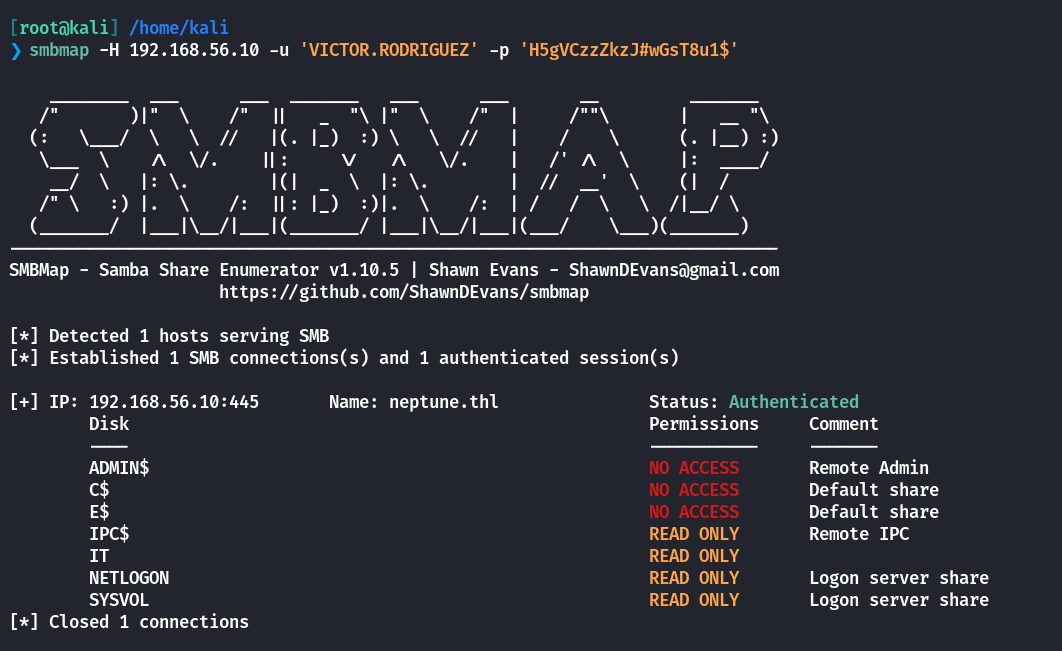 [root@kali] /home/kali
❯ smbmap -H 192.168.56.10 -u 'VICTOR.RODRIGUEZ' -p 'H5gVCzzZkzJ#wGsT8u1$'
SMBMAP
SMBMap - Samba Share Enumerator v1.10.5 | Shawn Evans - ShawnDEvans@gmail.com
https://github.com/ShawnDEvans/smbmap
[*] Detected 1 hosts serving SMB
[*] Established 1 SMB connections(s) and 1 authenticated session(s)
[+] IP: 192.168.56.10:445 Name: neptune.thl Status: Authenticated
Disk Permissions Comment
---- ----------- -------
ADMIN$ NO ACCESS Remote Admin
C$ NO ACCESS Default share
E$ NO ACCESS Default share
IPC$ READ ONLY Remote IPC
IT READ ONLY
NETLOGON READ ONLY Logon server share
SYSVOL READ ONLY Logon server share
[*] Closed 1 connections